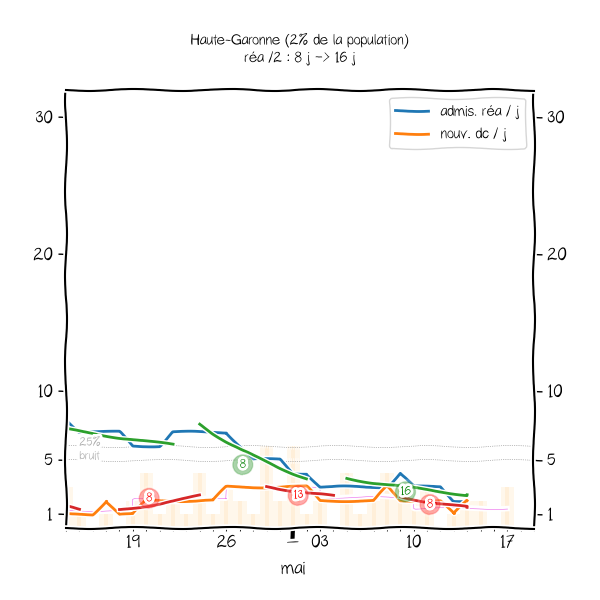 Haute-Garonne (2% de la population)
réa /2 : 8 j -> 16 j
admis. réa / j
nouv. dc / j
30 30
20 20
10 10
25%
5 5
bruit
8
16
13
8
8
1 1
19 26 1 03 10 17
mai